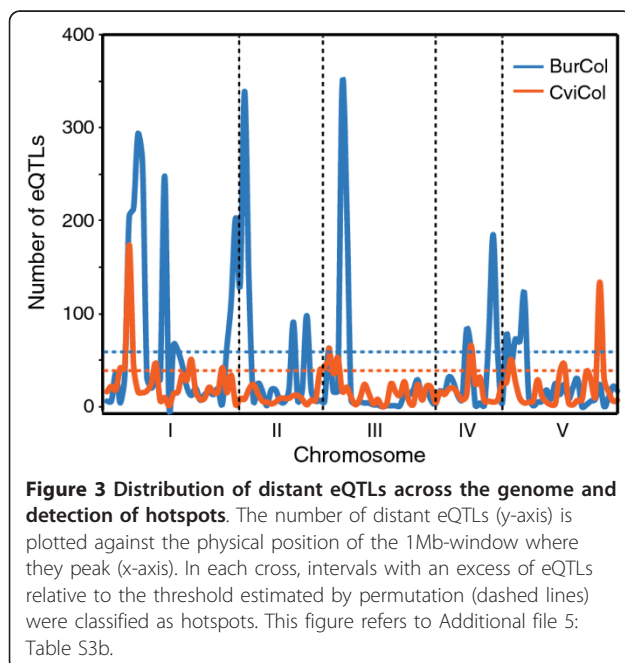 400
300
200
100
0
Number of eQTLs
BurCol
CviCol
I II III IV V
Chromosome
Figure 3 Distribution of distant eQTLs across the genome and
detection of hotspots. The number of distant eQTLs (y-axis) is
plotted against the physical position of the 1Mb-window where
they peak (x-axis). In each cross, intervals with an excess of eQTLs
relative to the threshold estimated by permutation (dashed lines)
were classified as hotspots. This figure refers to Additional file 5:
Table S3b.